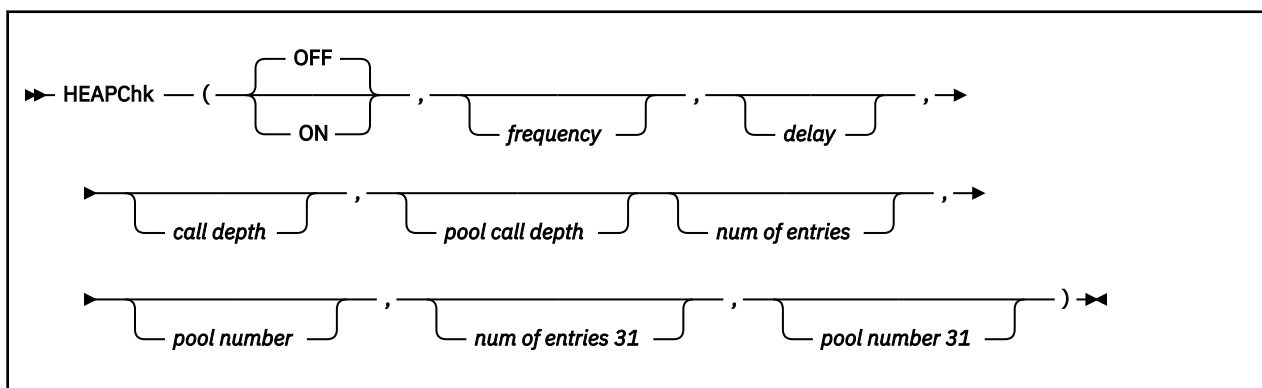 OFF
HEAPChk ( , , ,
ON frequency delay
, ,
call depth pool call depth num of entries
, , )
pool number num of entries 31 pool number 31